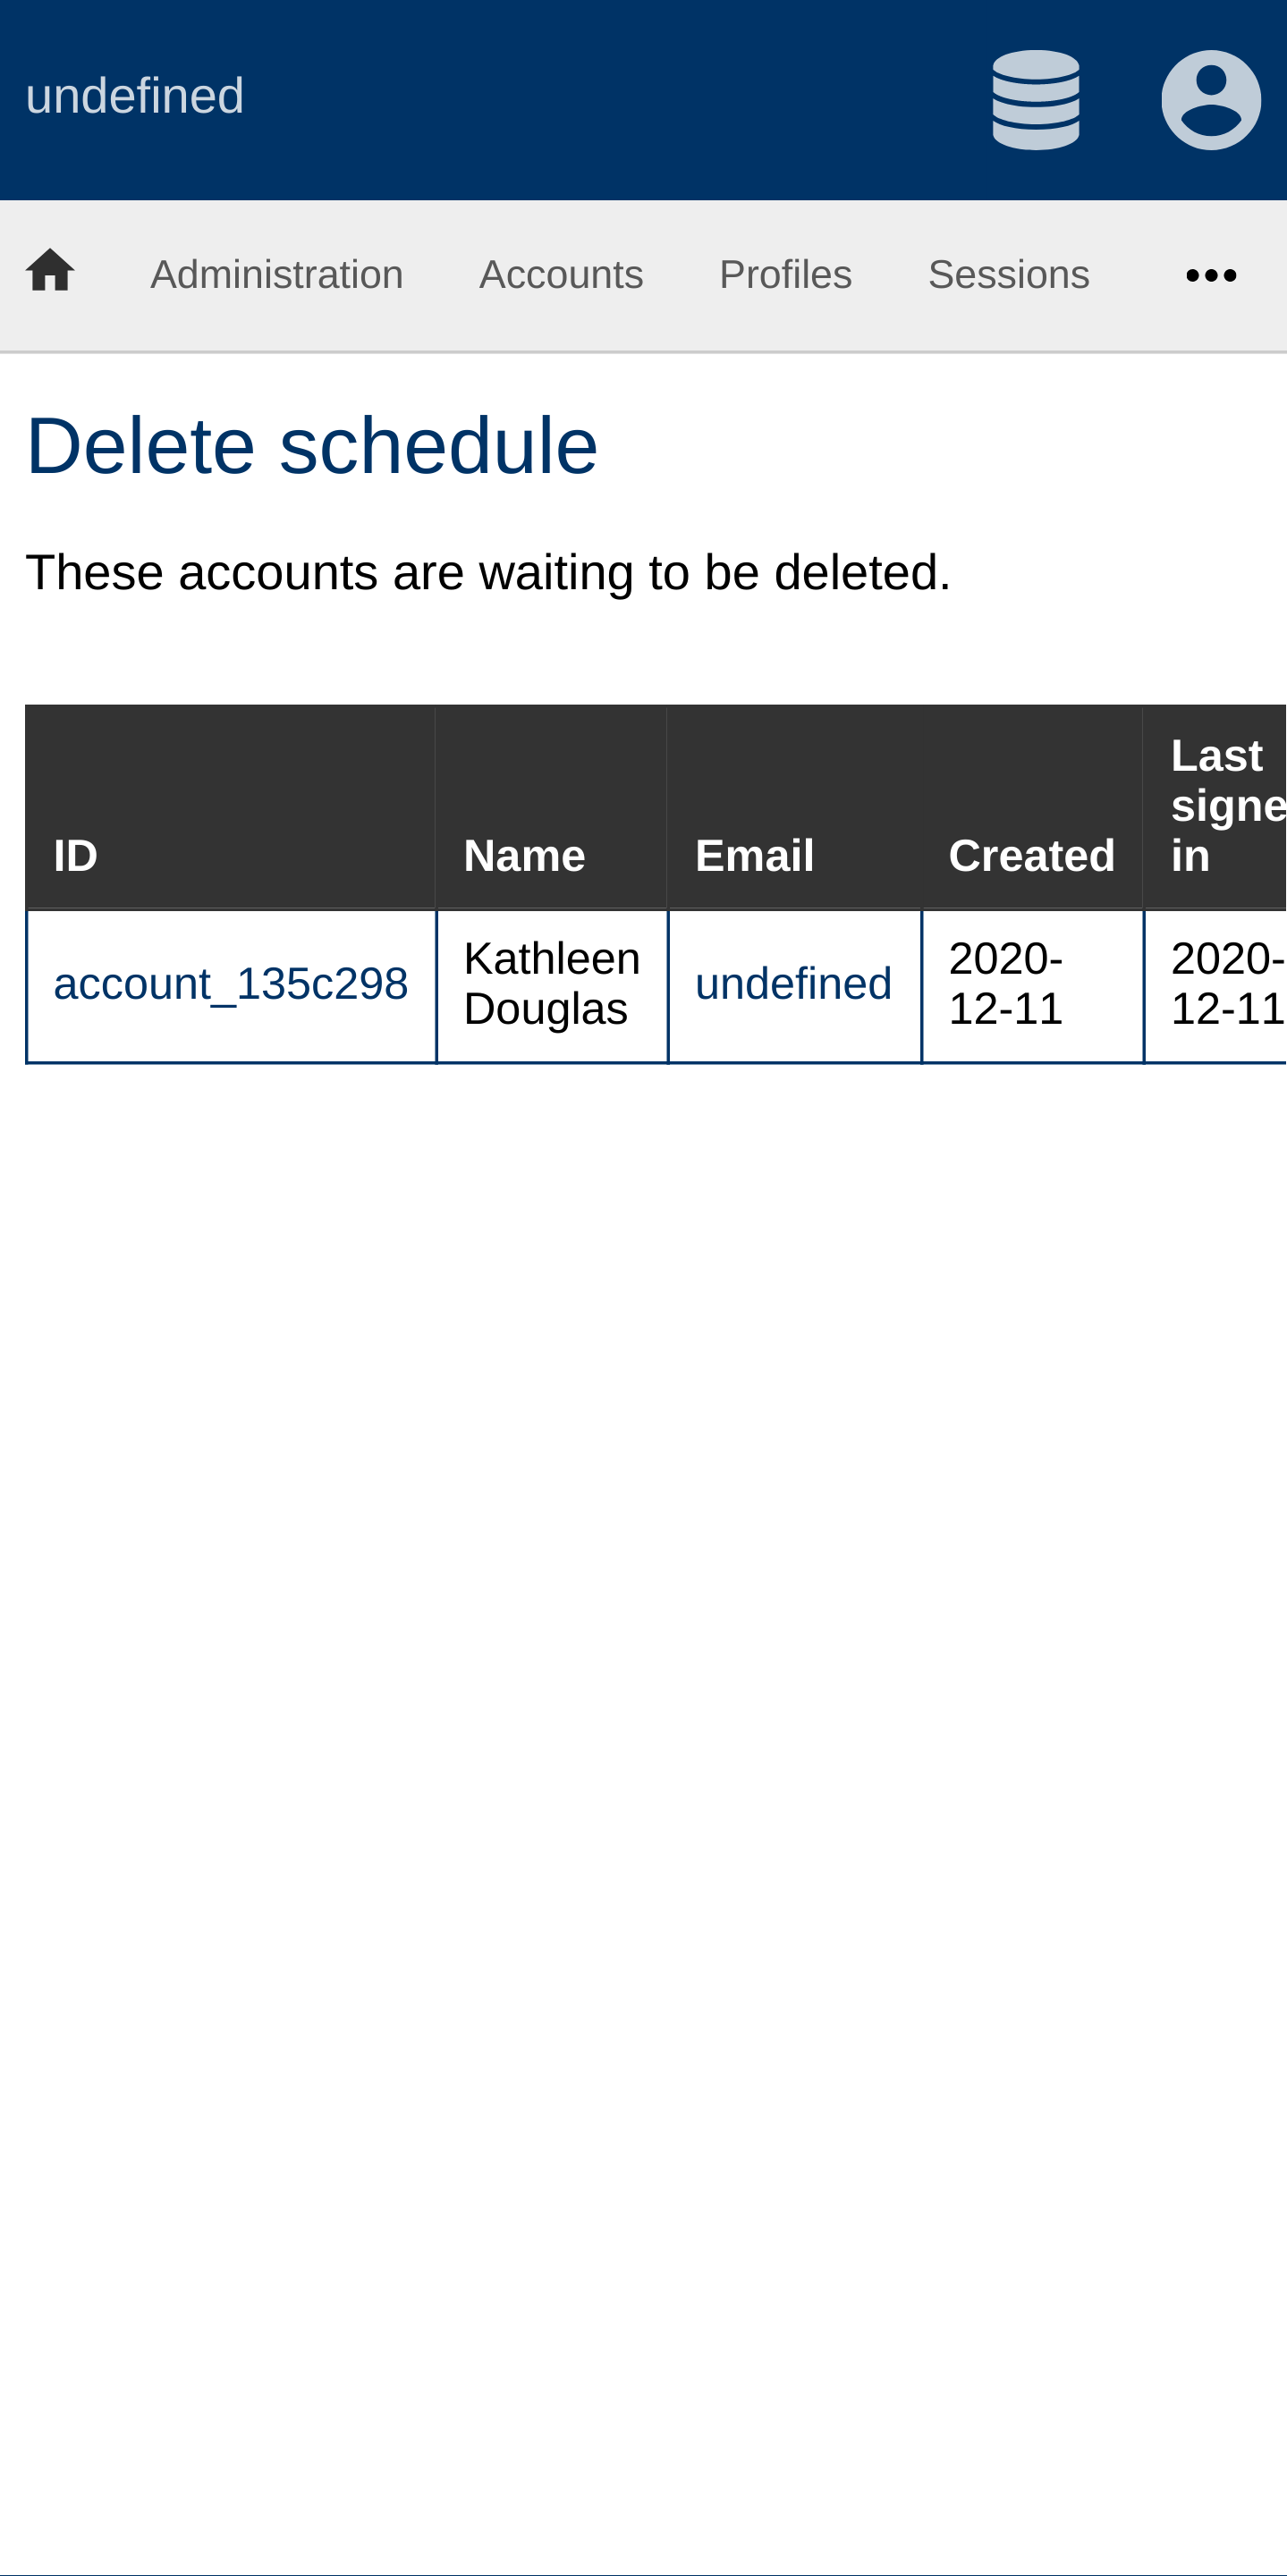 undefined
Administration Accounts Profiles Sessions
Delete schedule
These accounts are waiting to be deleted.
ID Name Email Created Last signe in
account_135c298 Kathleen Douglas undefined 2020-12-11 2020-12-11